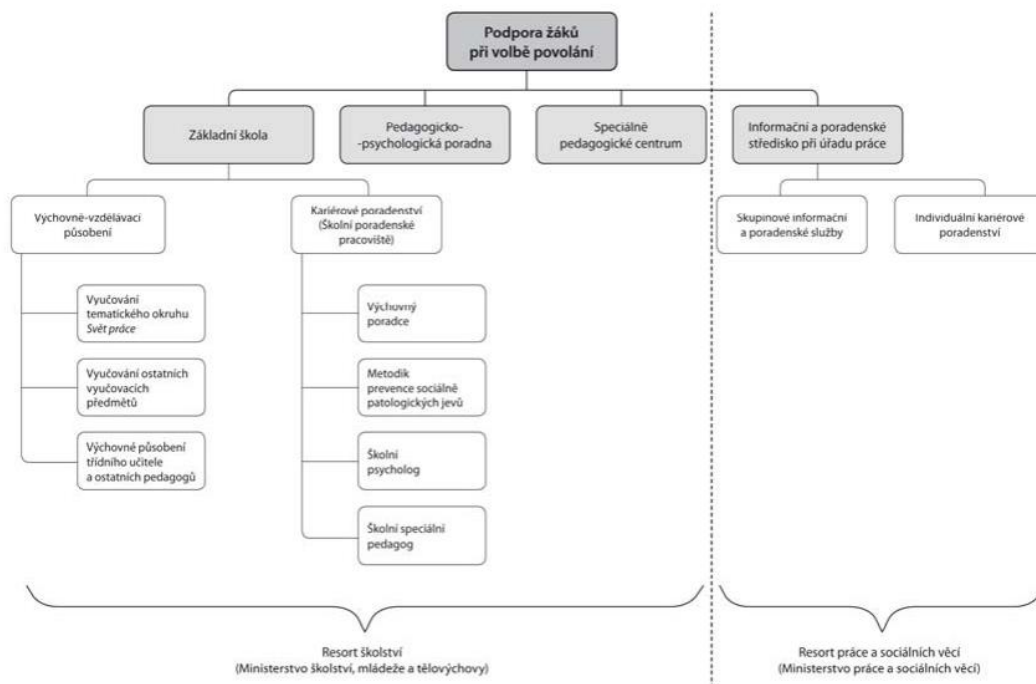 Podpora žáků
při volbě povolání
Základní škola
Pedagogicko-
-psychologická poradna
Speciálně
pedagogické centrum
Informační a poradenské
středisko při úřadu práce
Výchovně-vzdělávací
působení
Kariérové poradenství
(Školní poradenské
pracoviště)
Skupinové informační
a poradenské služby
Individuální kariérové
poradenství
Vyučování
tematického okruhu
Svět práce
Vyučování ostatních
vyučovacích
předmětů
Výchovné působení
třídního učitele
a ostatních pedagogů
Výchovný
poradce
Metodik
prevence sociálně
patologických jevů
Školní
psycholog
Školní speciální
pedagog
Resort školství
(Ministerstvo školství, mládeže a tělovýchovy)
Resort práce a sociálních věcí
(Ministerstvo práce a sociálních věcí)